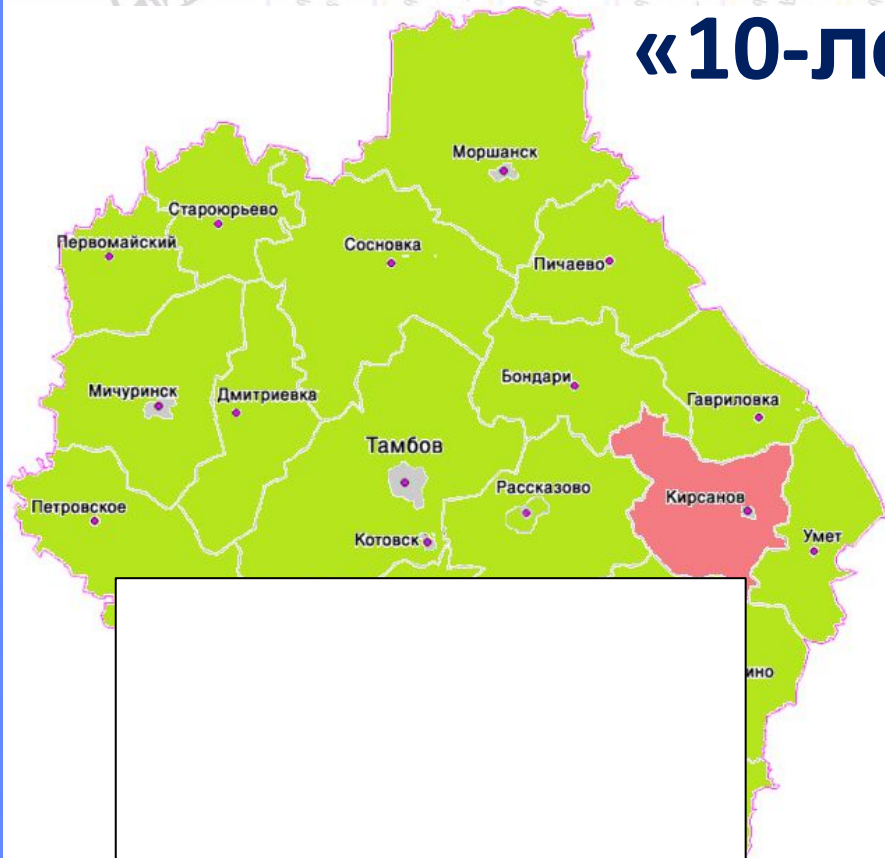 «10-ле
Моршанск
Староюрьево
Первомайский
Сосновка
Пичаево
Бондари
Мичуринск
Дмитриевка
Гавриловка
Тамбов
Рассказово
Кирсанов
Петровское
Котовск
Умет
ино